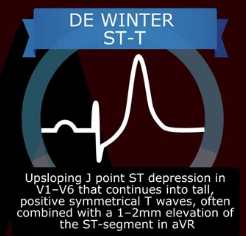 DE WINTER
ST-T
Upsloping J point ST depression in
V1–V6 that continues into tall,
positive symmetrical T waves, often
combined with a 1–2mm elevation of
the ST-segment in aVR